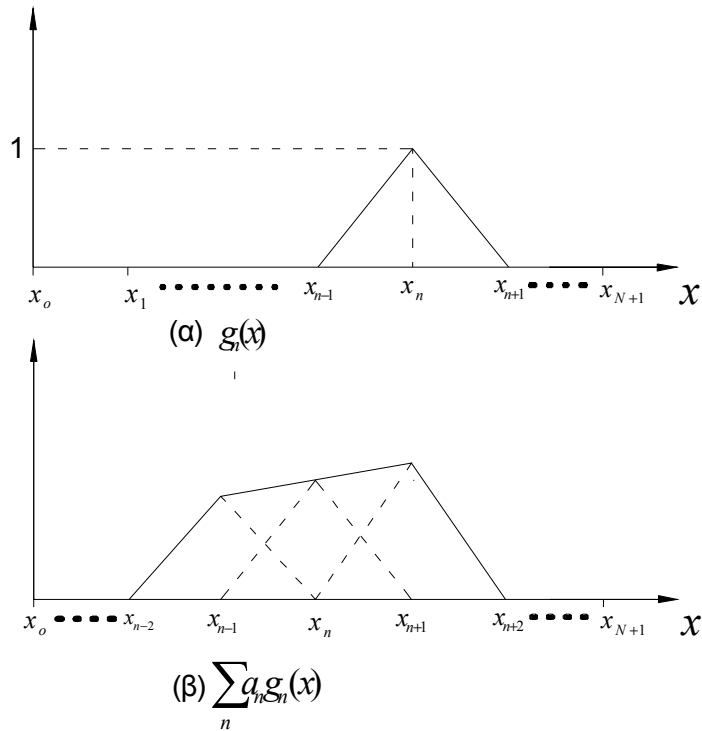 1
x_o x_1 ........ x_{n-1} x_n x_{n+1} .... x_{N+1} x
(α) g_n(x)
x_o ..... x_{n-2} x_{n-1} x_n x_{n+1} x_{n+2} .... x_{N+1} x
(β) \sum_n a_n g_n(x)